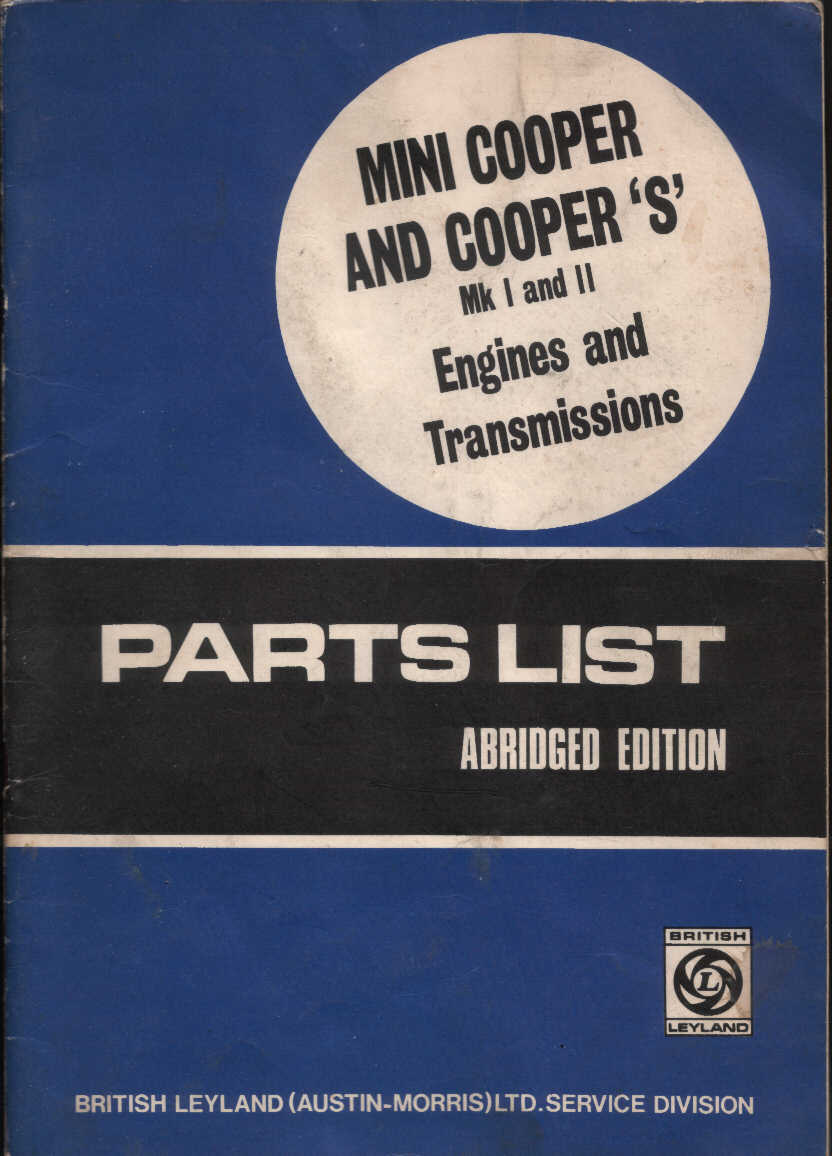 MINI COOPER
AND COOPER 'S'
Mk I and II
Engines and
Transmissions
PARTS LIST
ABRIDGED EDITION
BRITISH
L
LEYLAND
BRITISH LEYLAND (AUSTIN-MORRIS) LTD. SERVICE DIVISION